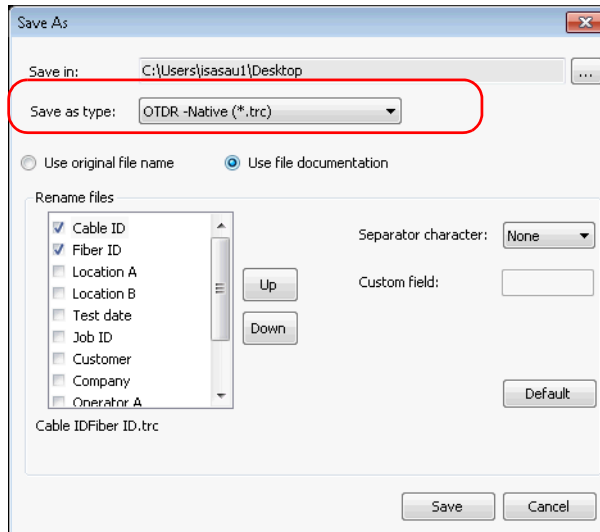 Save As
Save in: C:\Users\isasau1\Desktop ...
Save as type: OTDR -Native (*.trc)
Use original file name Use file documentation
Rename files
Cable ID
Fiber ID
Location A
Location B
Test date
Job ID
Customer
Company
Operator A
Up
Down
Separator character: None
Custom field:
Default
Cable IDFiber ID.trc
Save Cancel